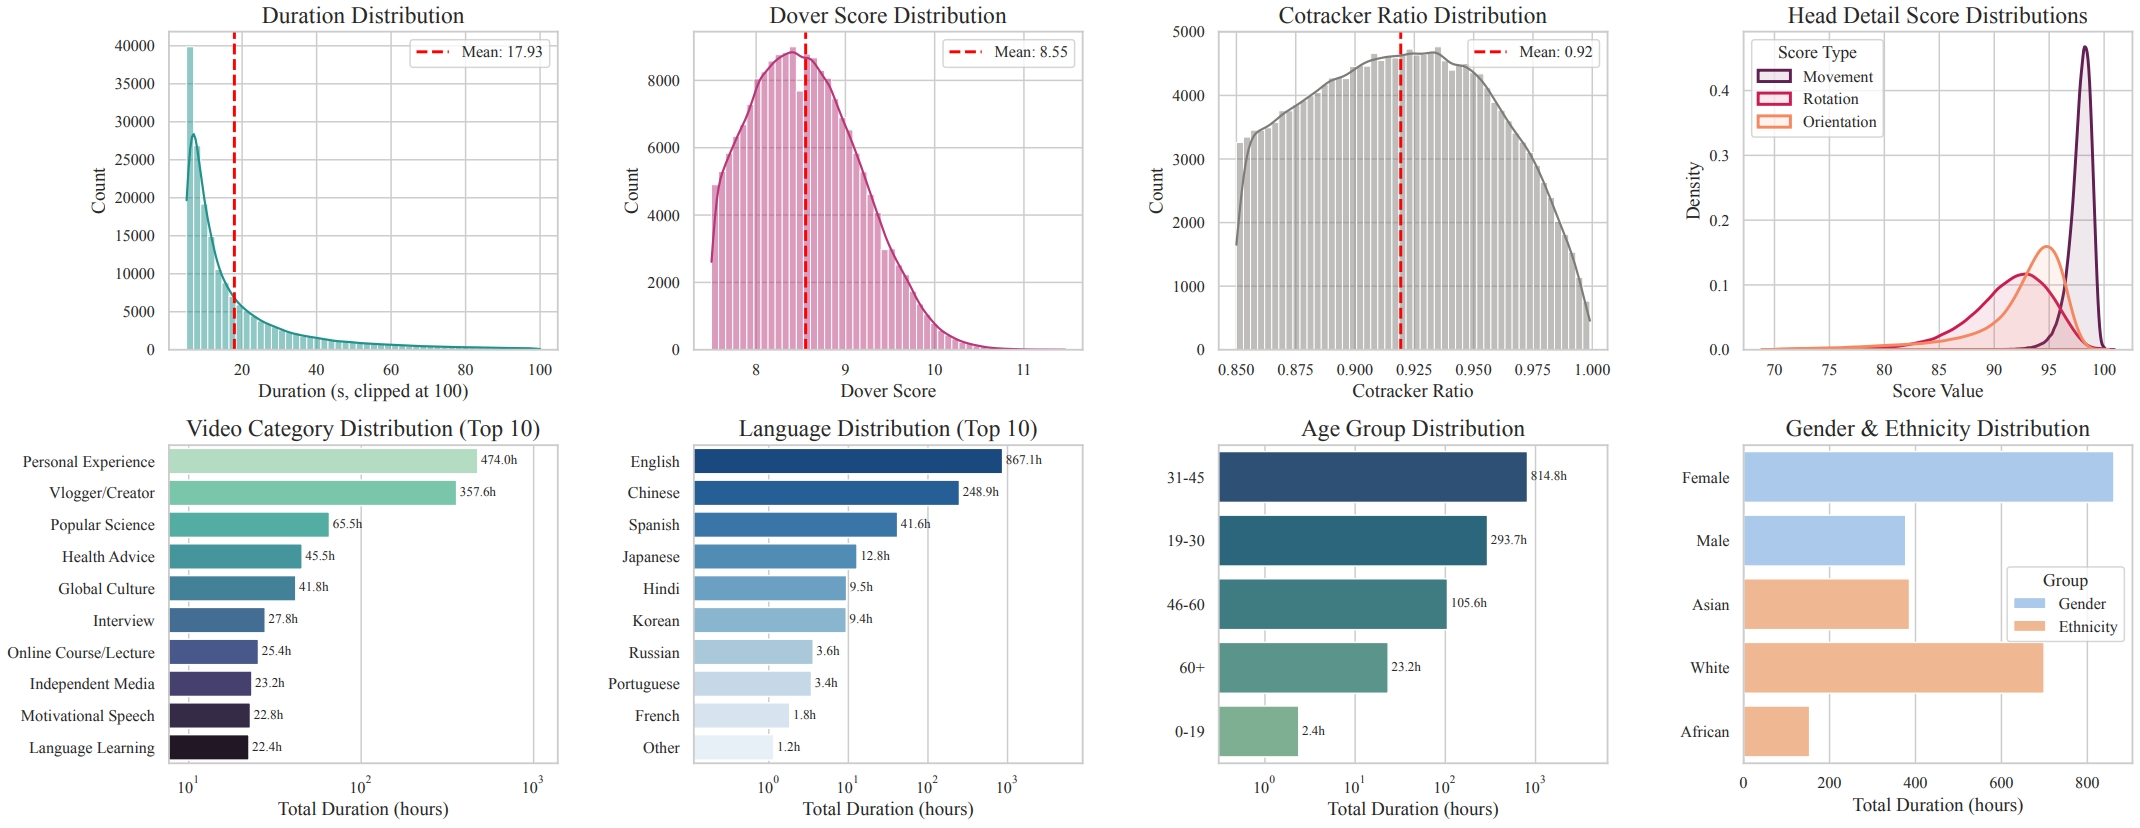 Duration Distribution
Mean: 17.93
40000
35000
30000
25000
20000
15000
10000
5000
0
Count
20
40
60
80
100
Duration (s, clipped at 100)
Dover Score Distribution
Mean: 8.55
8000
6000
4000
2000
0
Count
8
9
10
11
Dover Score
Cotracker Ratio Distribution
Mean: 0.92
5000
4000
3000
2000
1000
0
Count
0.850
0.875
0.900
0.925
0.950
0.975
1.000
Cotracker Ratio
Head Detail Score Distributions
Score Type
Movement
Rotation
Orientation
0.4
0.3
0.2
0.1
0.0
Density
70
75
80
85
90
95
100
Score Value
Video Category Distribution (Top 10)
Personal Experience 474.0h
Vlogger/Creator 357.6h
Popular Science 65.5h
Health Advice 45.5h
Global Culture 41.8h
Interview 27.8h
Online Course/Lecture 25.4h
Independent Media 23.2h
Motivational Speech 22.8h
Language Learning 22.4h
10^1
10^2
10^3
Total Duration (hours)
Language Distribution (Top 10)
English 867.1h
Chinese 248.9h
Spanish 41.6h
Japanese 12.8h
Hindi 9.5h
Korean 9.4h
Russian 3.6h
Portuguese 3.4h
French 1.8h
Other 1.2h
10^0
10^1
10^2
10^3
Total Duration (hours)
Age Group Distribution
31-45 814.8h
19-30 293.7h
46-60 105.6h
60+ 23.2h
0-19 2.4h
10^0
10^1
10^2
10^3
Total Duration (hours)
Gender & Ethnicity Distribution
Female
Male
Asian
White
African
Group
Gender
Ethnicity
0
200
400
600
800
Total Duration (hours)